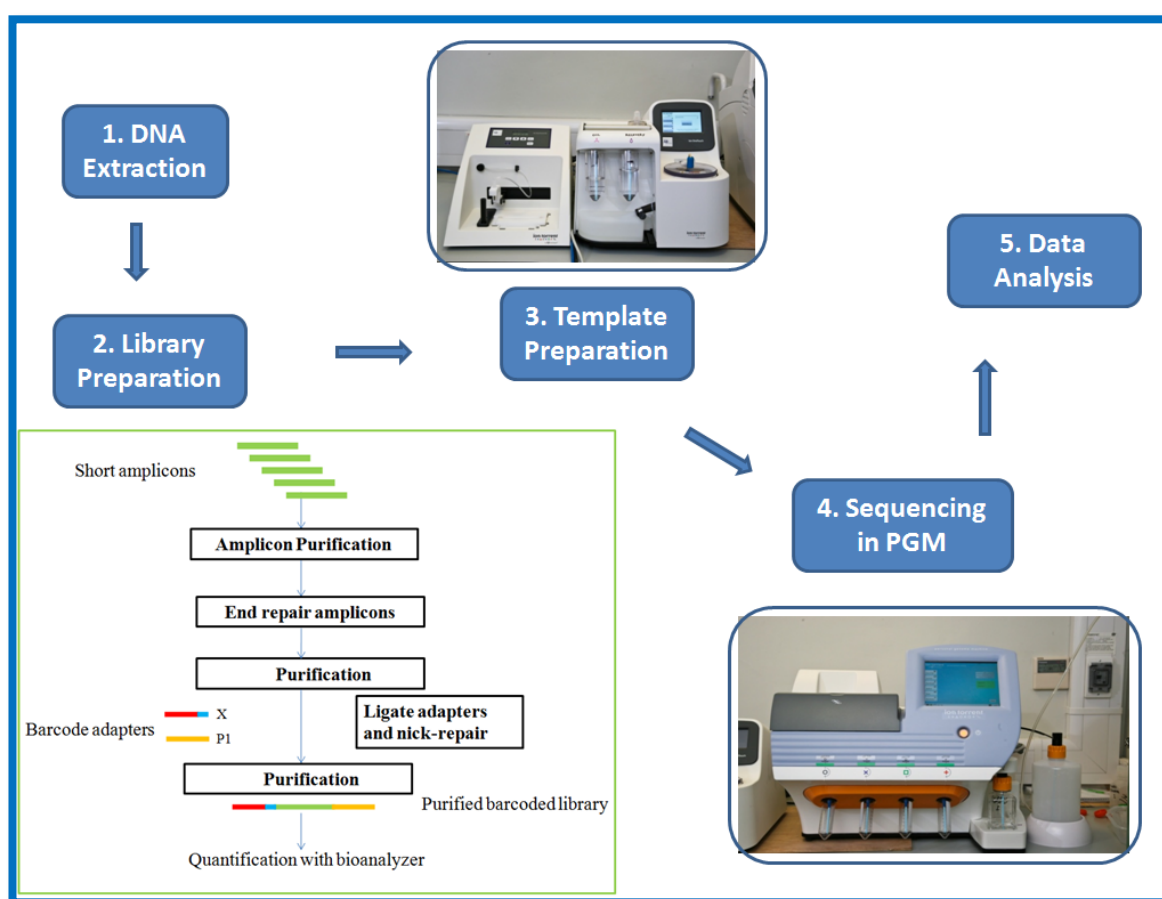 1. DNA
Extraction
2. Library
Preparation
3. Template
Preparation
4. Sequencing
in PGM
5. Data
Analysis
Short amplicons
Amplicon Purification
End repair amplicons
Purification
Barcode adapters
X
P1
Ligate adapters
and nick-repair
Purification
Purified barcoded library
Quantification with bioanalyzer
ion torrent